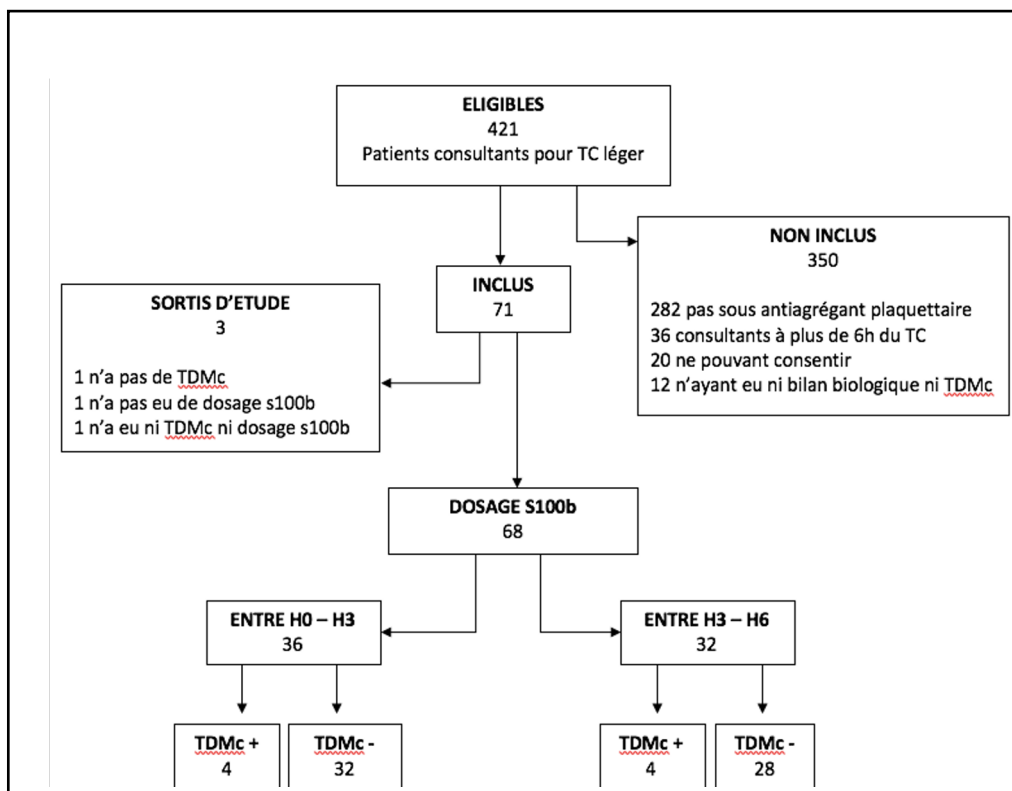 ELIGIBLES
421
Patients consultants pour TC léger
NON INCLUS
350
282 pas sous antiagrégant plaquettaire
36 consultants à plus de 6h du TC
20 ne pouvant consentir
12 n'ayant eu ni bilan biologique ni TDMc
INCLUS
71
SORTIS D'ETUDE
3
1 n'a pas de TDMc
1 n'a pas eu de dosage s100b
1 n'a eu ni TDMc ni dosage s100b
DOSAGE S100b
68
ENTRE H0 – H3
36
ENTRE H3 – H6
32
TDMc +
4
TDMc -
32
TDMc +
4
TDMc -
28